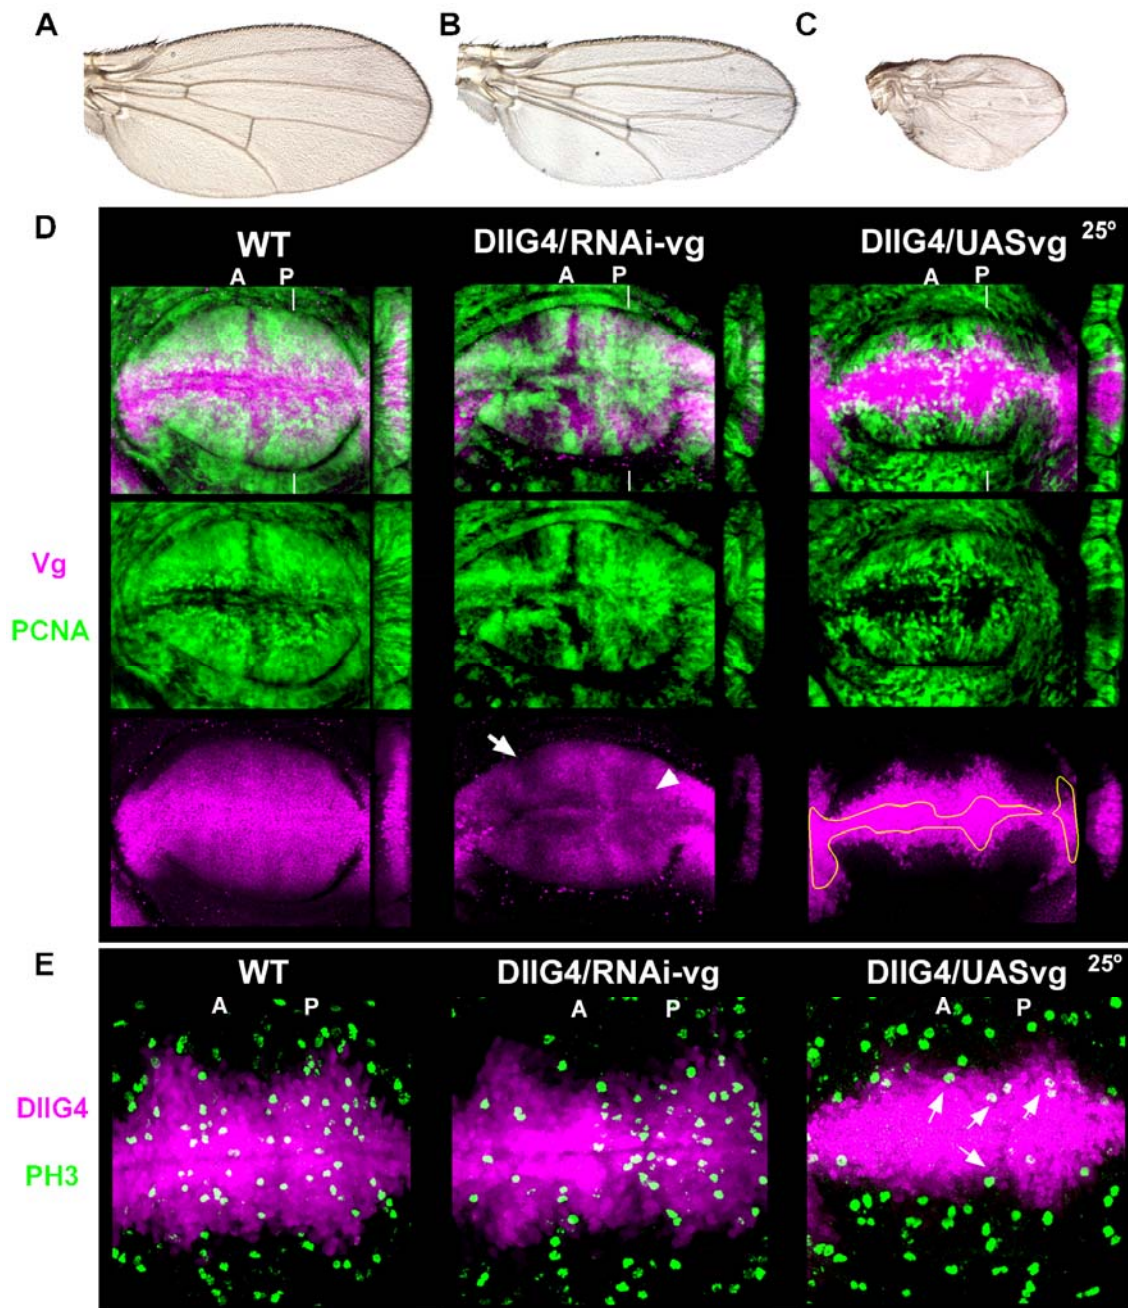 A B C
D
WT DllG4/RNAi-vg DllG4/UASvg 25º
A P A P A P
Vg
PCNA
E
WT DllG4/RNAi-vg DllG4/UASvg 25º
A P A P A P
DllG4
PH3